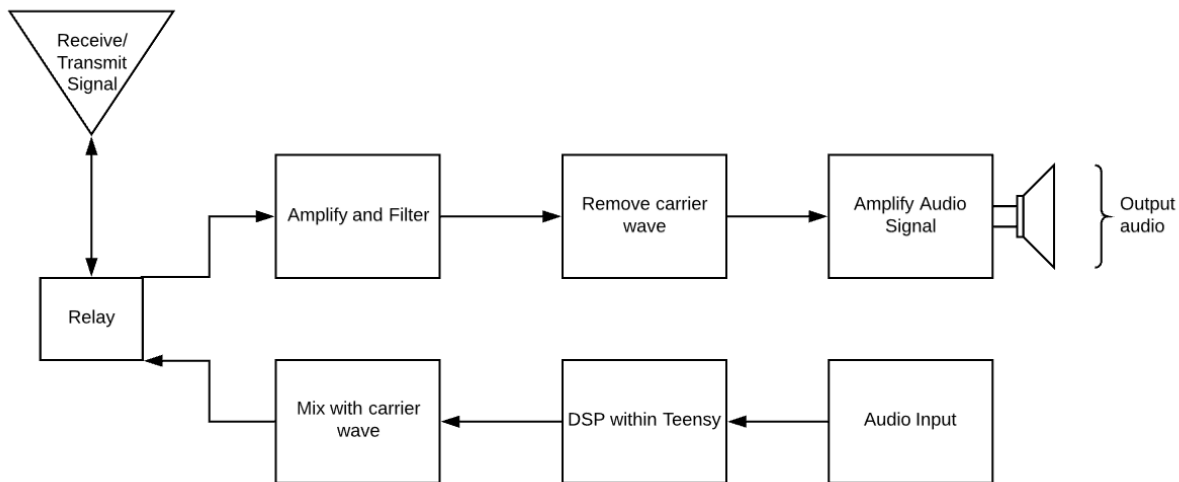 Receive/
Transmit
Signal
Amplify and Filter
Remove carrier
wave
Amplify Audio
Signal
Output
audio
Relay
Mix with carrier
wave
DSP within Teensy
Audio Input